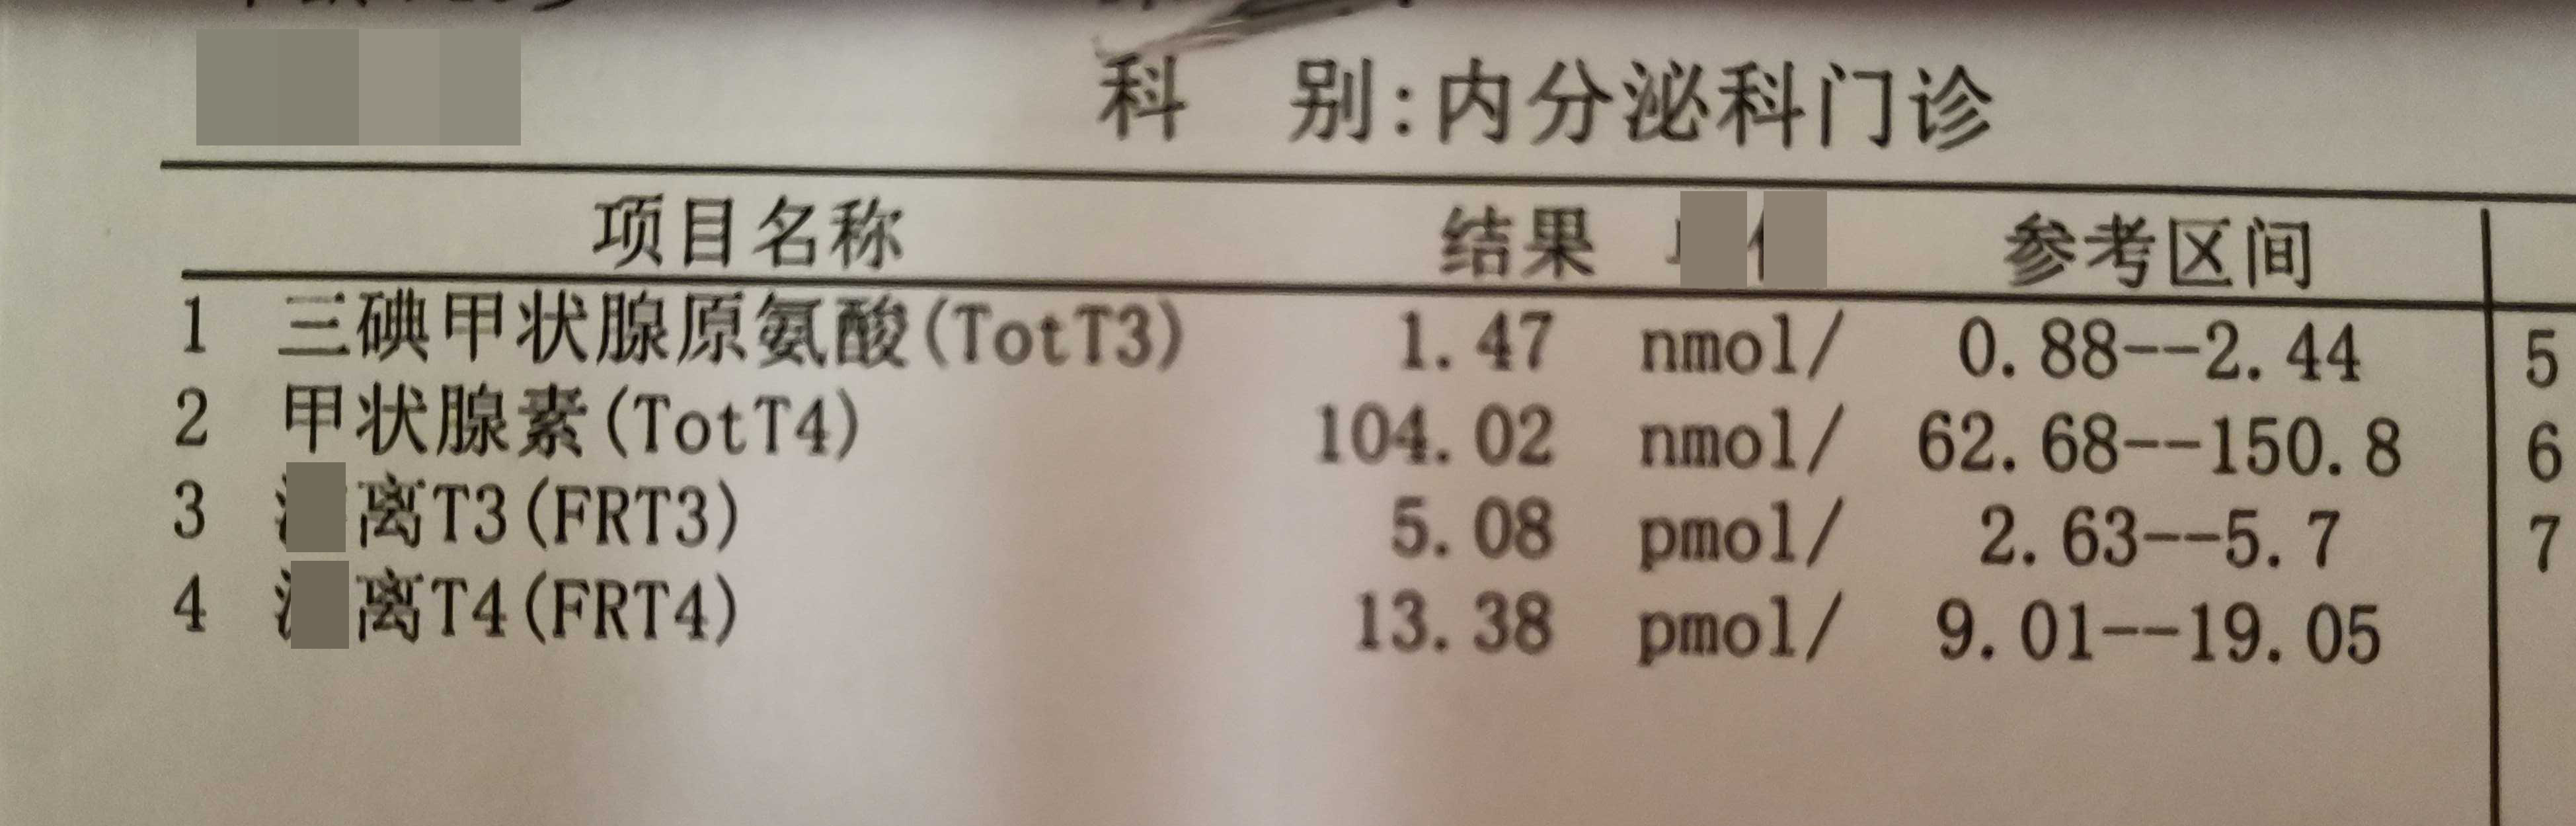 科 别:内分泌科门诊
项目名称 结果 参考区间
1 三碘甲状腺原氨酸(TotT3) 1.47 nmol/ 0.88--2.44 5
2 甲状腺素(TotT4) 104.02 nmol/ 62.68--150.8 6
3 离T3(FRT3) 5.08 pmol/ 2.63--5.7 7
4 离T4(FRT4) 13.38 pmol/ 9.01--19.05